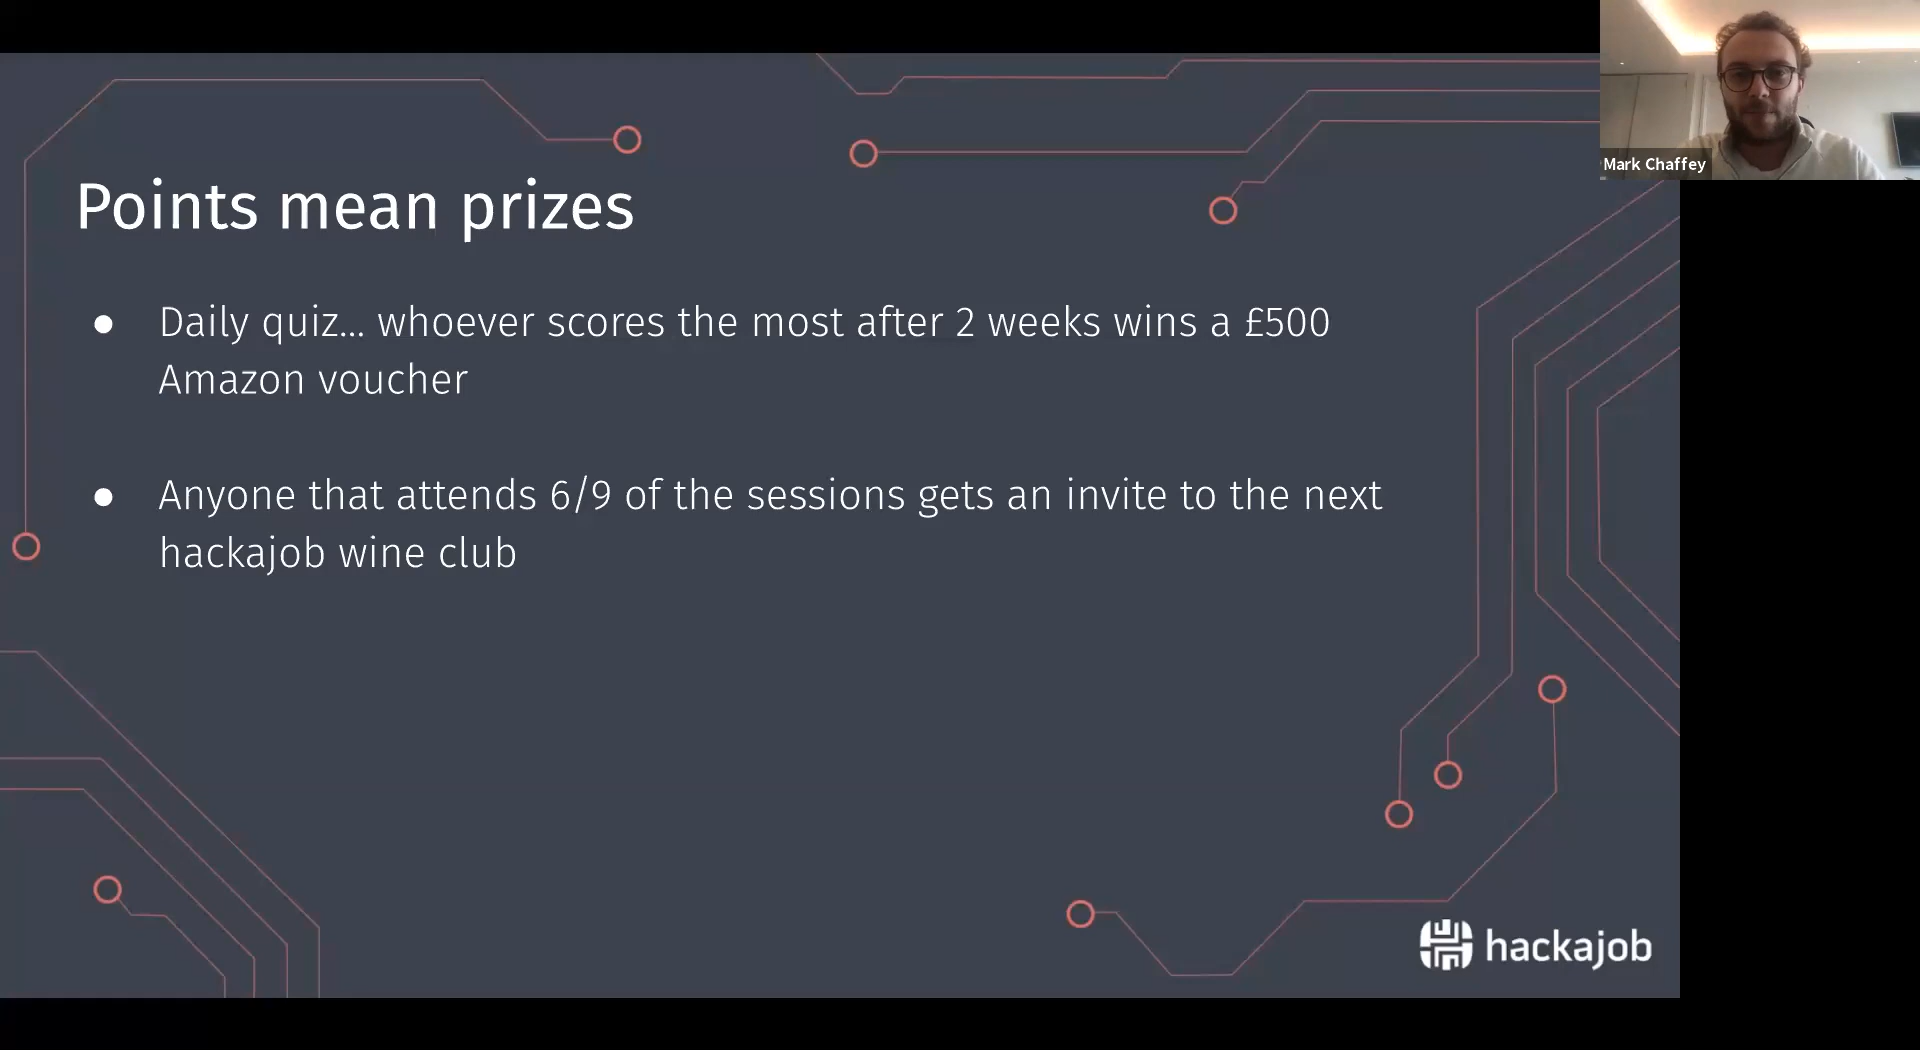 Mark Chaffey
Points mean prizes
● Daily quiz... whoever scores the most after 2 weeks wins a £500
Amazon voucher
● Anyone that attends 6/9 of the sessions gets an invite to the next
hackajob wine club
hackajob